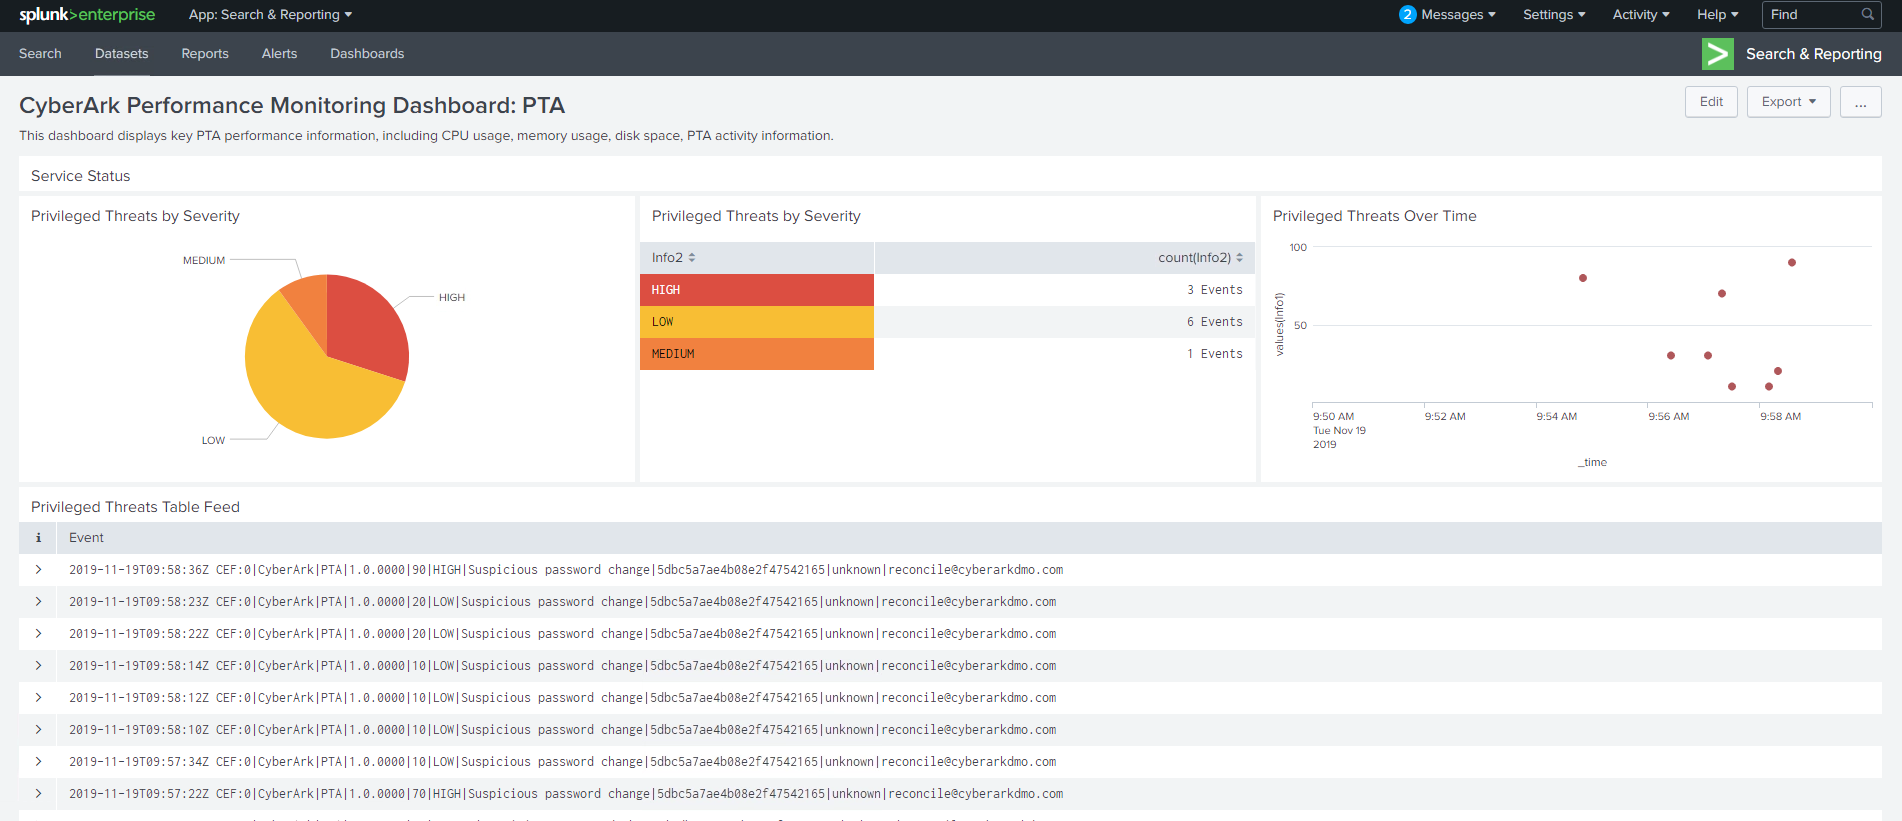 splunk>enterprise App: Search & Reporting 2 Messages Settings Activity Help Find
Search Datasets Reports Alerts Dashboards Search & Reporting
CyberArk Performance Monitoring Dashboard: PTA
Edit Export ...
This dashboard displays key PTA performance information, including CPU usage, memory usage, disk space, PTA activity information.
Service Status
Privileged Threats by Severity
MEDIUM
HIGH
LOW
Privileged Threats by Severity
Info2 count(Info2)
HIGH 3 Events
LOW 6 Events
MEDIUM 1 Events
Privileged Threats Over Time
100
50
values(Info1)
9:50 AM 9:52 AM 9:54 AM 9:56 AM 9:58 AM
Tue Nov 19
2019
_time
Privileged Threats Table Feed
i Event
> 2019-11-19T09:58:36Z CEF:0|CyberArk|PTA|1.0.0000|90|HIGH|Suspicious password change|5dbc5a7ae4b08e2f47542165|unknown|reconcile@cyberarkdmo.com
> 2019-11-19T09:58:23Z CEF:0|CyberArk|PTA|1.0.0000|20|LOW|Suspicious password change|5dbc5a7ae4b08e2f47542165|unknown|reconcile@cyberarkdmo.com
> 2019-11-19T09:58:22Z CEF:0|CyberArk|PTA|1.0.0000|20|LOW|Suspicious password change|5dbc5a7ae4b08e2f47542165|unknown|reconcile@cyberarkdmo.com
> 2019-11-19T09:58:14Z CEF:0|CyberArk|PTA|1.0.0000|10|LOW|Suspicious password change|5dbc5a7ae4b08e2f47542165|unknown|reconcile@cyberarkdmo.com
> 2019-11-19T09:58:12Z CEF:0|CyberArk|PTA|1.0.0000|10|LOW|Suspicious password change|5dbc5a7ae4b08e2f47542165|unknown|reconcile@cyberarkdmo.com
> 2019-11-19T09:58:10Z CEF:0|CyberArk|PTA|1.0.0000|10|LOW|Suspicious password change|5dbc5a7ae4b08e2f47542165|unknown|reconcile@cyberarkdmo.com
> 2019-11-19T09:57:34Z CEF:0|CyberArk|PTA|1.0.0000|10|LOW|Suspicious password change|5dbc5a7ae4b08e2f47542165|unknown|reconcile@cyberarkdmo.com
> 2019-11-19T09:57:22Z CEF:0|CyberArk|PTA|1.0.0000|70|HIGH|Suspicious password change|5dbc5a7ae4b08e2f47542165|unknown|reconcile@cyberarkdmo.com